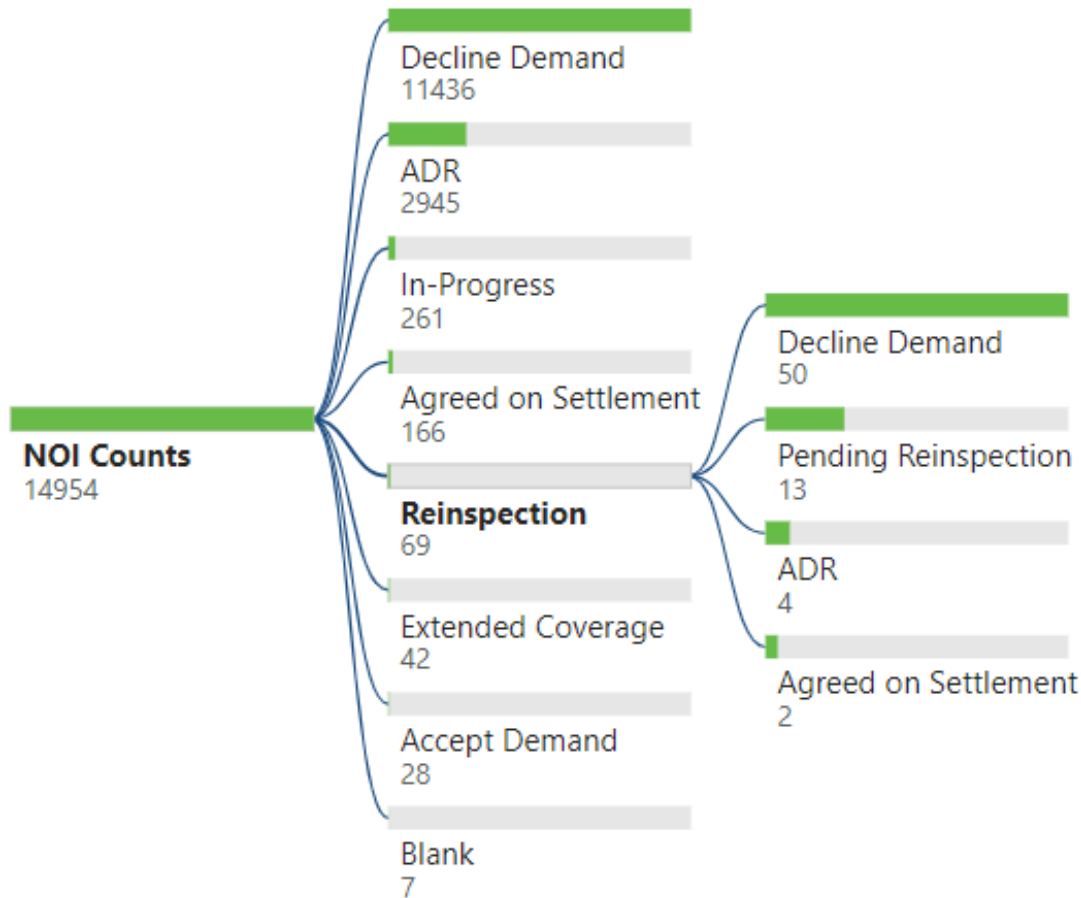 NOI Counts
14954
Decline Demand
11436
ADR
2945
In-Progress
261
Agreed on Settlement
166
Reinspection
69
Extended Coverage
42
Accept Demand
28
Blank
7
Decline Demand
50
Pending Reinspection
13
ADR
4
Agreed on Settlement
2